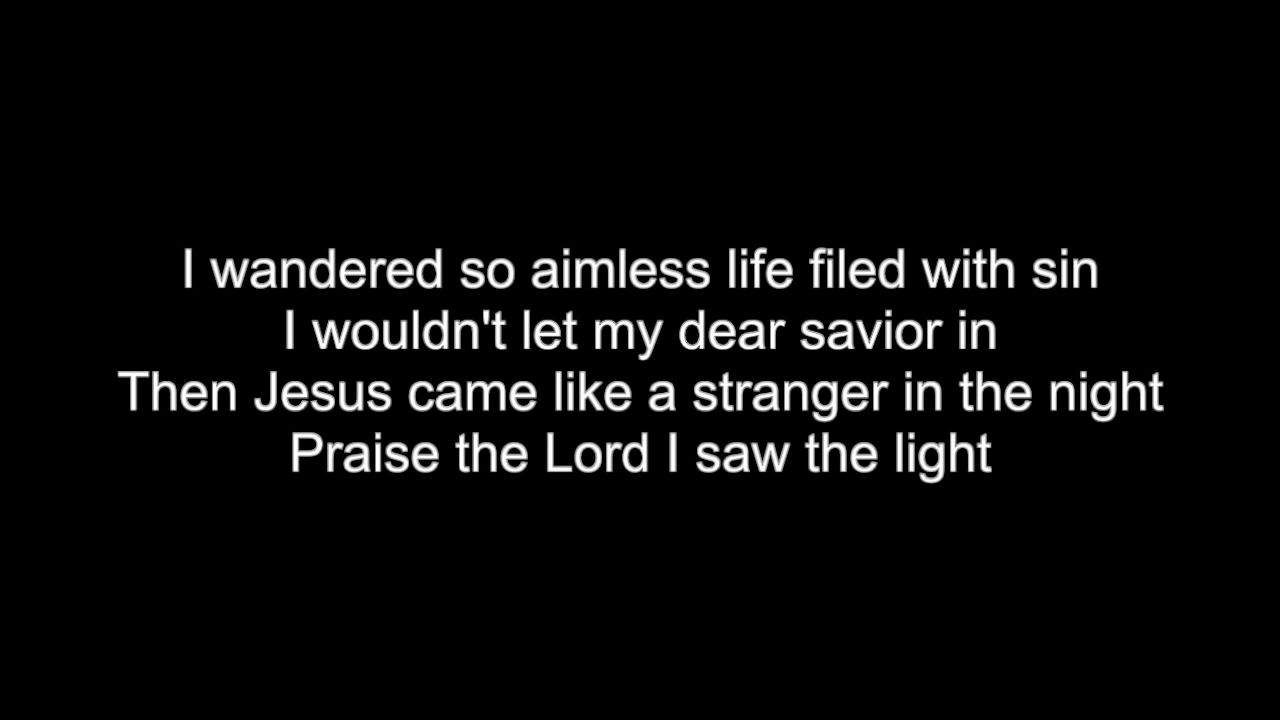 I wandered so aimless life filed with sin
I wouldn't let my dear savior in
Then Jesus came like a stranger in the night
Praise the Lord I saw the light